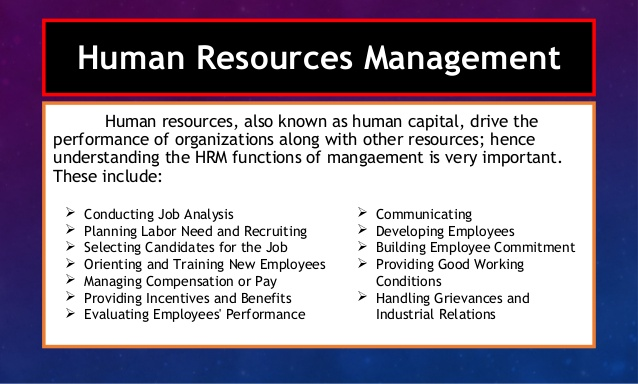 Human Resources Management
Human resources, also known as human capital, drive the
performance of organizations along with other resources; hence
understanding the HRM functions of mangaement is very important.
These include:
➢ Conducting Job Analysis
➢ Planning Labor Need and Recruiting
➢ Selecting Candidates for the Job
➢ Orienting and Training New Employees
➢ Managing Compensation or Pay
➢ Providing Incentives and Benefits
➢ Evaluating Employees' Performance
➢ Communicating
➢ Developing Employees
➢ Building Employee Commitment
➢ Providing Good Working
Conditions
➢ Handling Grievances and
Industrial Relations